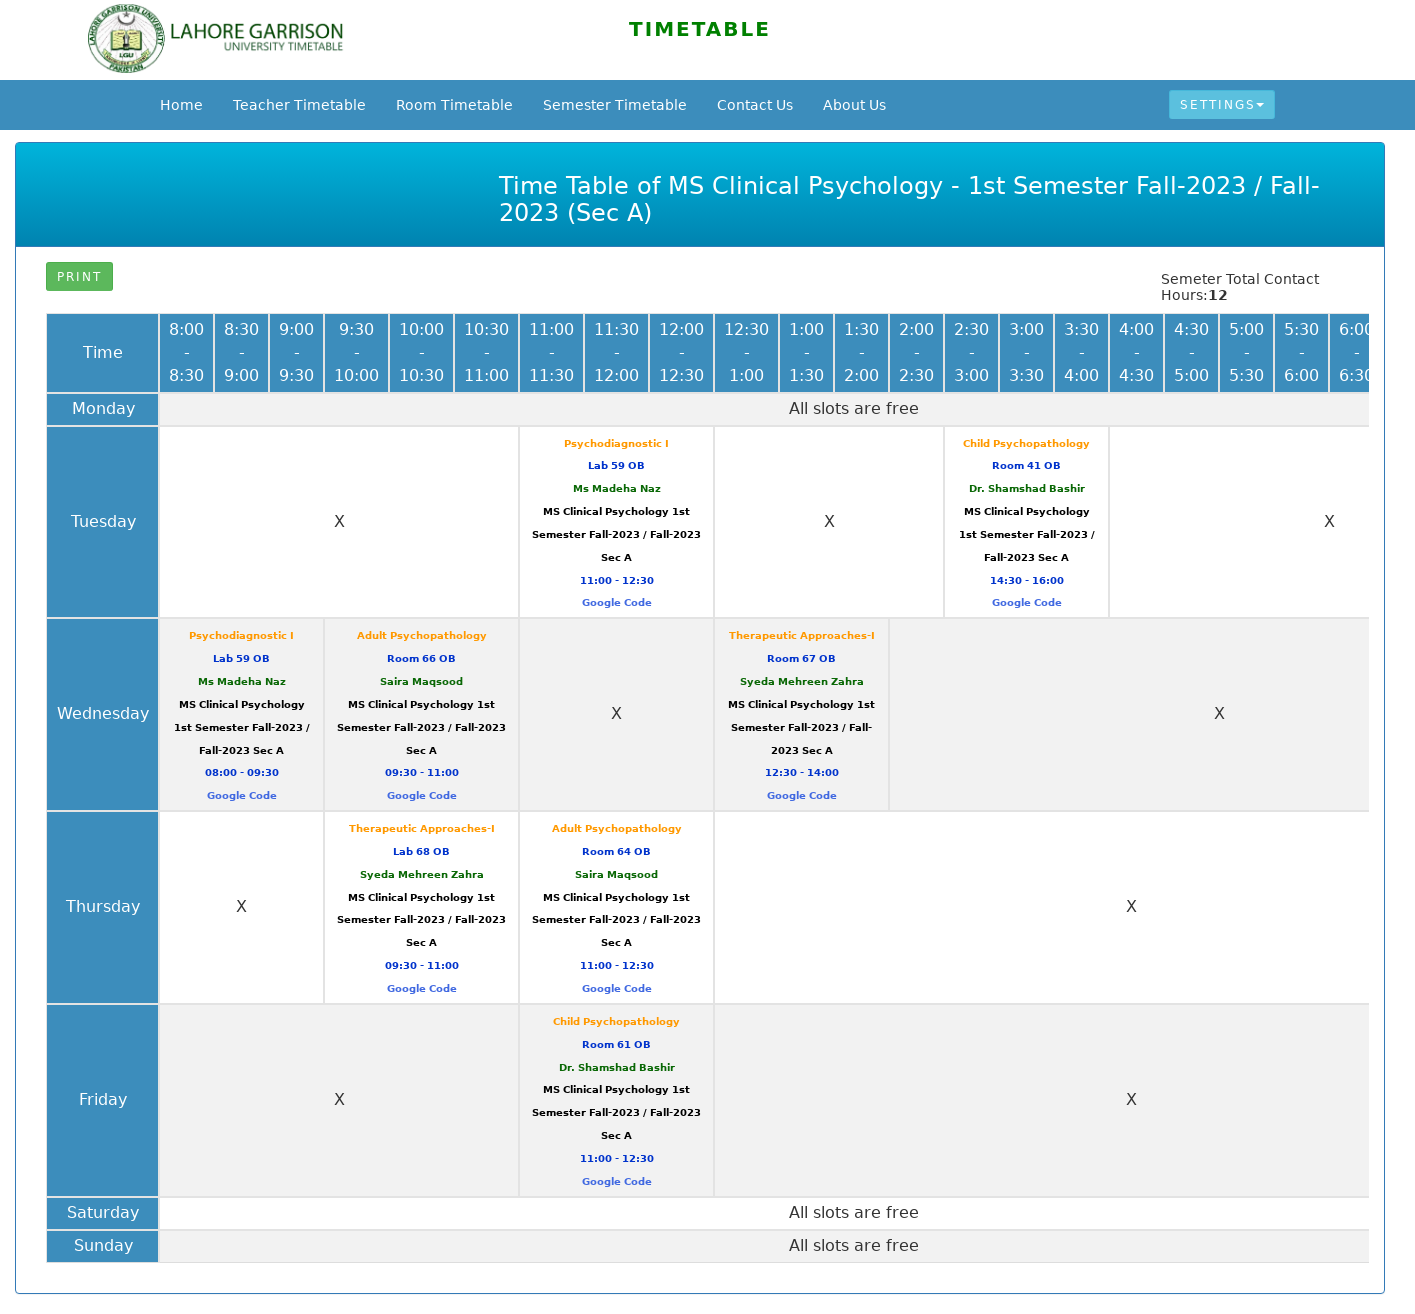 LAHORE GARRISON UNIVERSITY
LGU
PAKISTAN
LAHORE GARRISON
UNIVERSITY TIMETABLE
TIMETABLE
Home Teacher Timetable Room Timetable Semester Timetable Contact Us About Us SETTINGS
Time Table of MS Clinical Psychology - 1st Semester Fall-2023 / Fall-
2023 (Sec A)
PRINT
Semeter Total Contact
Hours:12
Time
8:00 - 8:30
8:30 - 9:00
9:00 - 9:30
9:30 - 10:00
10:00 - 10:30
10:30 - 11:00
11:00 - 11:30
11:30 - 12:00
12:00 - 12:30
12:30 - 1:00
1:00 - 1:30
1:30 - 2:00
2:00 - 2:30
2:30 - 3:00
3:00 - 3:30
3:30 - 4:00
4:00 - 4:30
4:30 - 5:00
5:00 - 5:30
5:30 - 6:00
6:00 - 6:30
Monday
All slots are free
Tuesday
X
Psychodiagnostic I
Lab 59 OB
Ms Madeha Naz
MS Clinical Psychology 1st
Semester Fall-2023 / Fall-2023
Sec A
11:00 - 12:30
Google Code
X
Child Psychopathology
Room 41 OB
Dr. Shamshad Bashir
MS Clinical Psychology
1st Semester Fall-2023 /
Fall-2023 Sec A
14:30 - 16:00
Google Code
X
Wednesday
Psychodiagnostic I
Lab 59 OB
Ms Madeha Naz
MS Clinical Psychology
1st Semester Fall-2023 /
Fall-2023 Sec A
08:00 - 09:30
Google Code
Adult Psychopathology
Room 66 OB
Saira Maqsood
MS Clinical Psychology 1st
Semester Fall-2023 / Fall-2023
Sec A
09:30 - 11:00
Google Code
X
Therapeutic Approaches-I
Room 67 OB
Syeda Mehreen Zahra
MS Clinical Psychology 1st
Semester Fall-2023 / Fall-
2023 Sec A
12:30 - 14:00
Google Code
X
Thursday
X
Therapeutic Approaches-I
Lab 68 OB
Syeda Mehreen Zahra
MS Clinical Psychology 1st
Semester Fall-2023 / Fall-2023
Sec A
09:30 - 11:00
Google Code
Adult Psychopathology
Room 64 OB
Saira Maqsood
MS Clinical Psychology 1st
Semester Fall-2023 / Fall-2023
Sec A
11:00 - 12:30
Google Code
X
Friday
X
Child Psychopathology
Room 61 OB
Dr. Shamshad Bashir
MS Clinical Psychology 1st
Semester Fall-2023 / Fall-2023
Sec A
11:00 - 12:30
Google Code
X
Saturday
All slots are free
Sunday
All slots are free